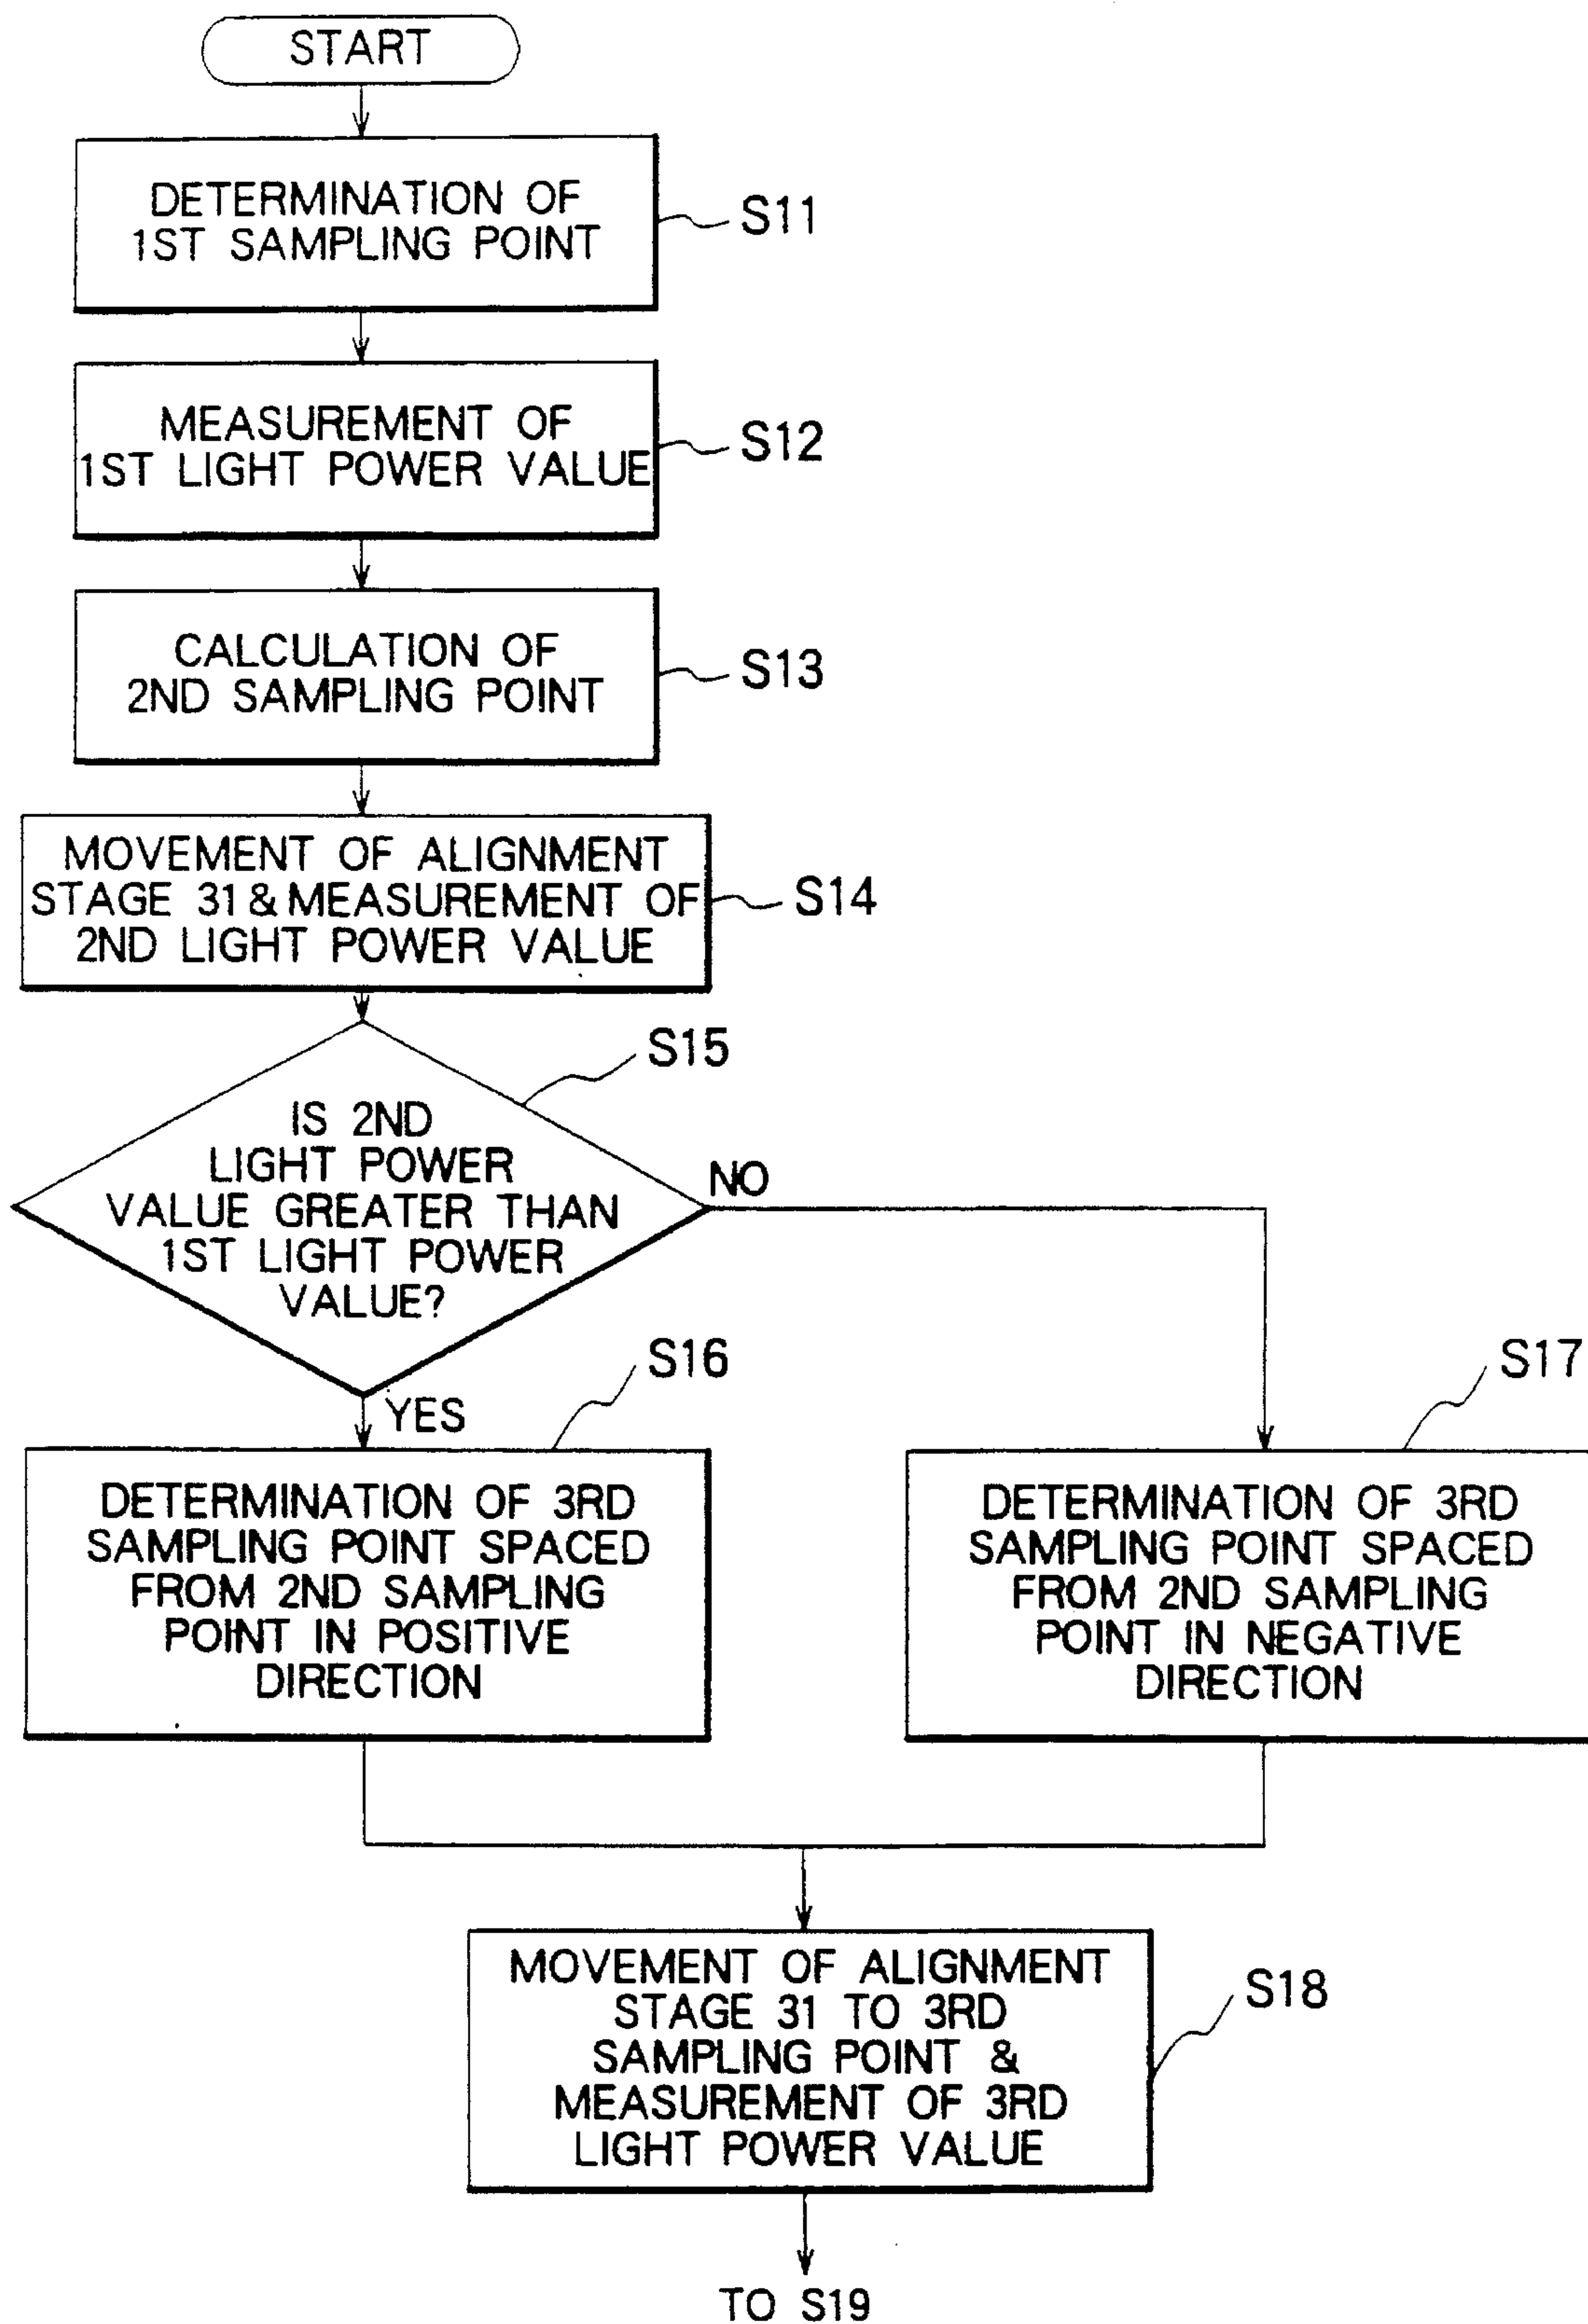 START
DETERMINATION OF
1ST SAMPLING POINT
S11
MEASUREMENT OF
1ST LIGHT POWER VALUE
S12
CALCULATION OF
2ND SAMPLING POINT
S13
MOVEMENT OF ALIGNMENT
STAGE 31 & MEASUREMENT OF
2ND LIGHT POWER VALUE
S14
S15
IS 2ND
LIGHT POWER
VALUE GREATER THAN
1ST LIGHT POWER
VALUE?
NO
YES
S16
DETERMINATION OF 3RD
SAMPLING POINT SPACED
FROM 2ND SAMPLING
POINT IN POSITIVE
DIRECTION
S17
DETERMINATION OF 3RD
SAMPLING POINT SPACED
FROM 2ND SAMPLING
POINT IN NEGATIVE
DIRECTION
MOVEMENT OF ALIGNMENT
STAGE 31 TO 3RD
SAMPLING POINT &
MEASUREMENT OF 3RD
LIGHT POWER VALUE
S18
TO S19